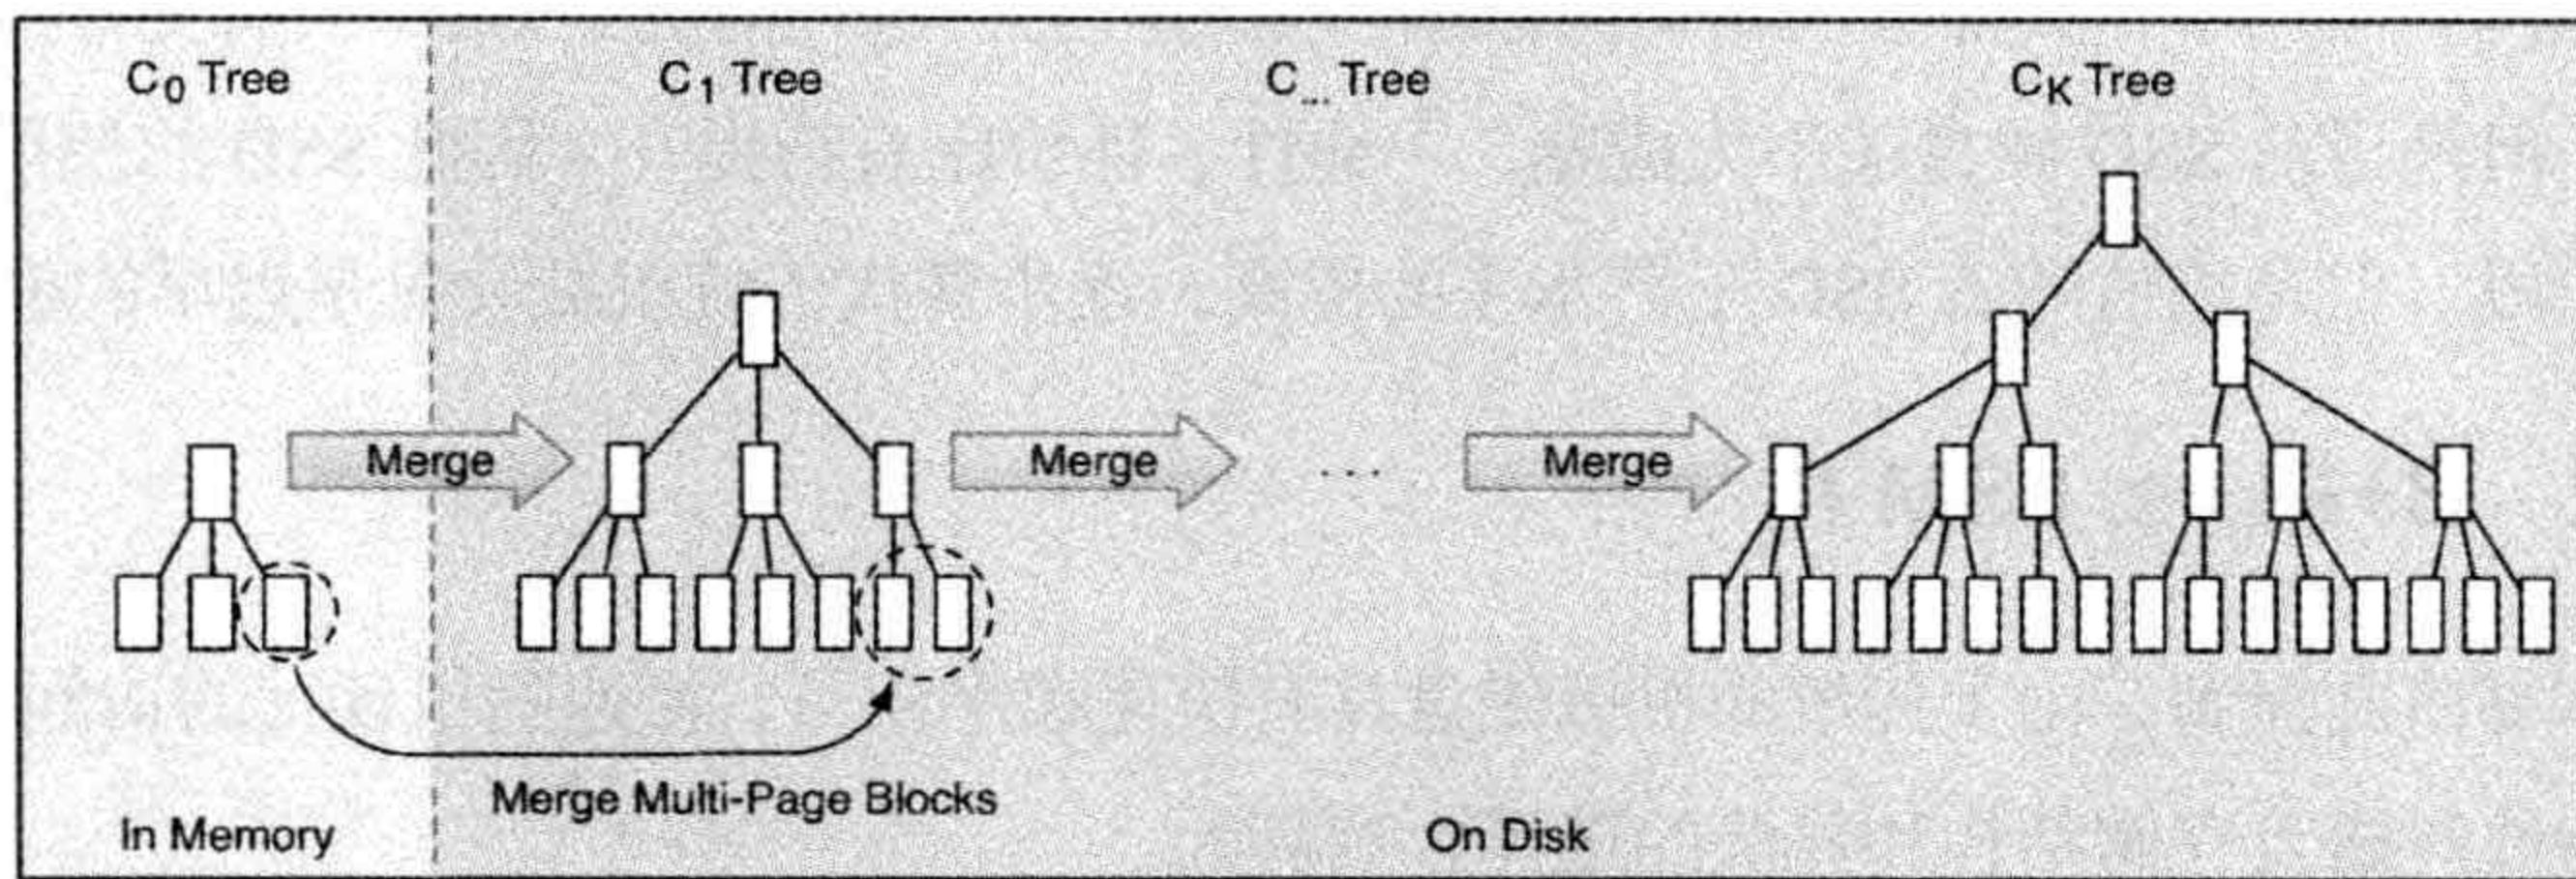 C0 Tree
C1 Tree
C... Tree
CK Tree
Merge
Merge
...
Merge
Merge Multi-Page Blocks
In Memory
On Disk